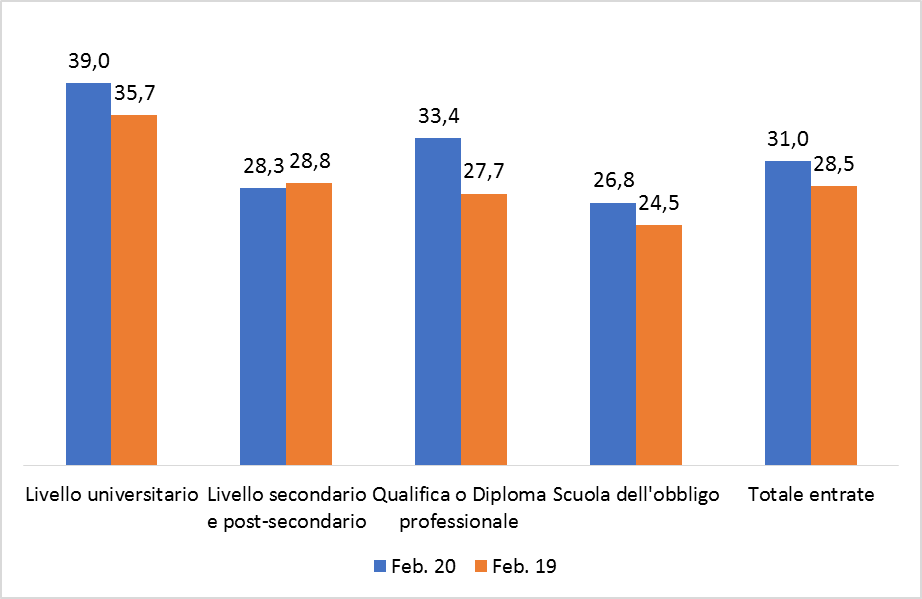 39,0
35,7
28,3
28,8
33,4
27,7
26,8
24,5
31,0
28,5
Livello universitario
Livello secondario
e post-secondario
Qualifica o Diploma
professionale
Scuola dell'obbligo
Totale entrate
Feb. 20
Feb. 19